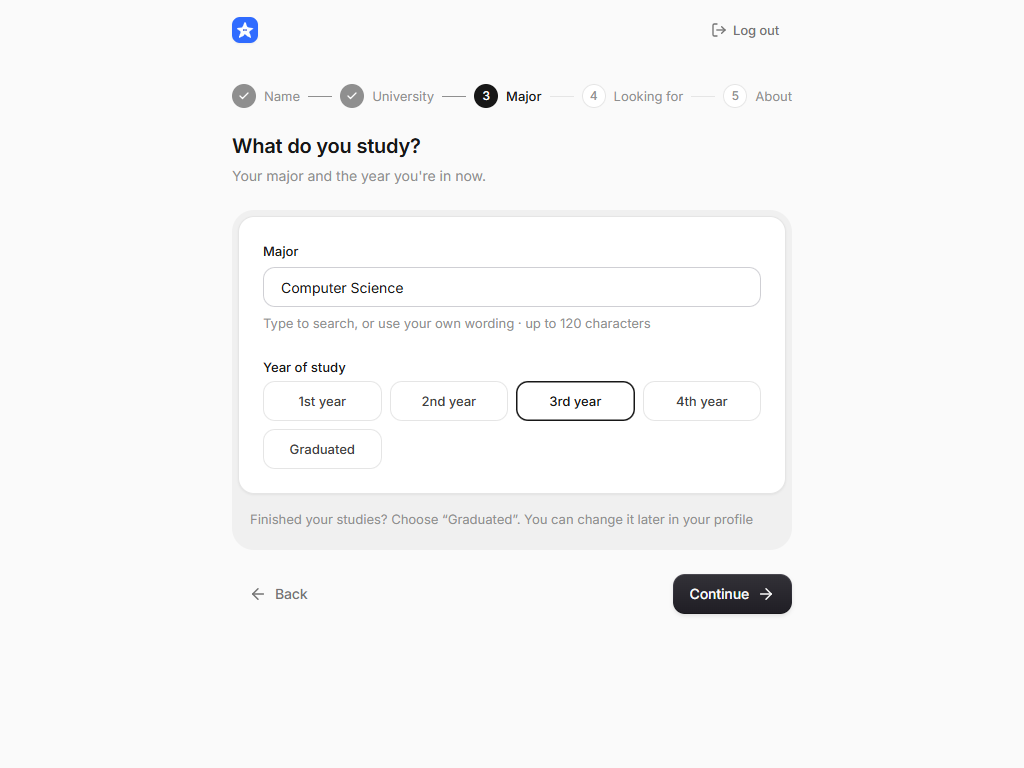 Log out
Name University 3 Major 4 Looking for 5 About
What do you study?
Your major and the year you're in now.
Major
Computer Science
Type to search, or use your own wording · up to 120 characters
Year of study
1st year 2nd year 3rd year 4th year
Graduated
Finished your studies? Choose “Graduated”. You can change it later in your profile
Back Continue